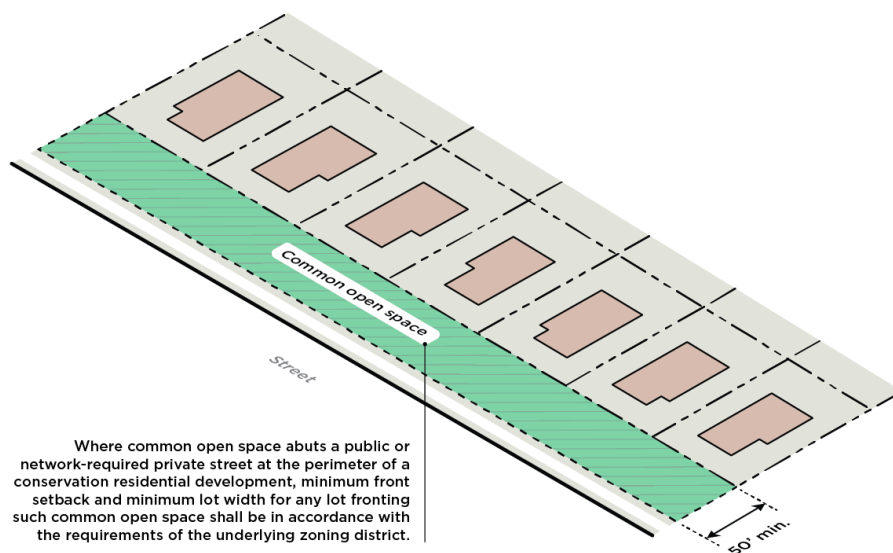 Common open space
Street
Where common open space abuts a public or
network-required private street at the perimeter of a
conservation residential development, minimum front
setback and minimum lot width for any lot fronting
such common open space shall be in accordance with
the requirements of the underlying zoning district.
50' min.